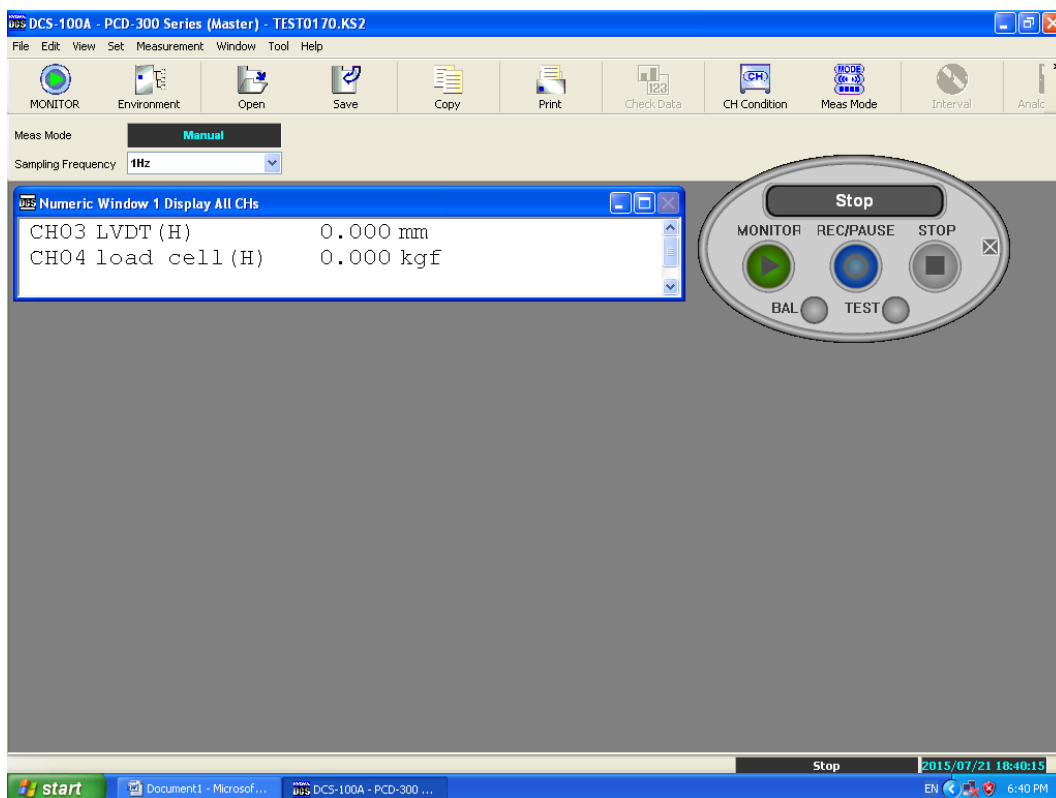 DCS-100A - PCD-300 Series (Master) - TEST0170.KS2
File Edit View Set Measurement Window Tool Help
MONITOR Environment Open Save Copy Print Check Data CH Condition Meas Mode Interval Analc
Meas Mode Manual
Sampling Frequency 1Hz
Numeric Window 1 Display All CHs
CH03 LVDT(H) 0.000 mm
CH04 load cell(H) 0.000 kgf
Stop
MONITOR REC/PAUSE STOP
BAL TEST
Stop 2015/07/21 18:40:15
start Document1 - Microsof... DCS-100A - PCD-300 ... EN 6:40 PM